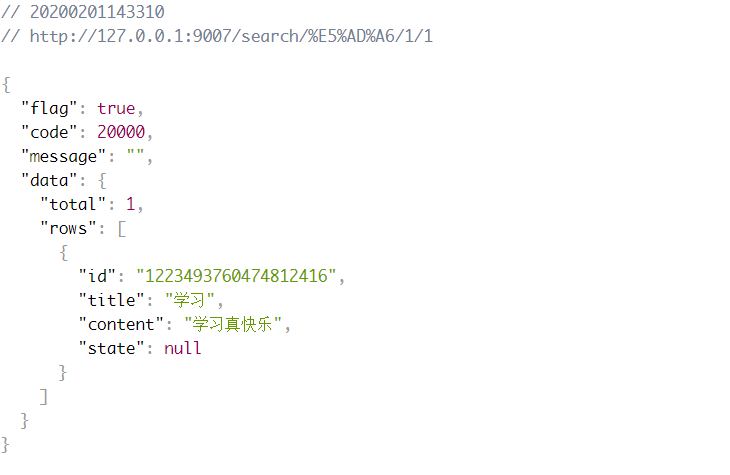 // 20200201143310
// http://127.0.0.1:9007/search/%E5%AD%A6/1/1
{
"flag": true,
"code": 20000,
"message": "",
"data": {
"total": 1,
"rows": [
{
"id": "1223493760474812416",
"title": "学习",
"content": "学习真快乐",
"state": null
}
]
}
}